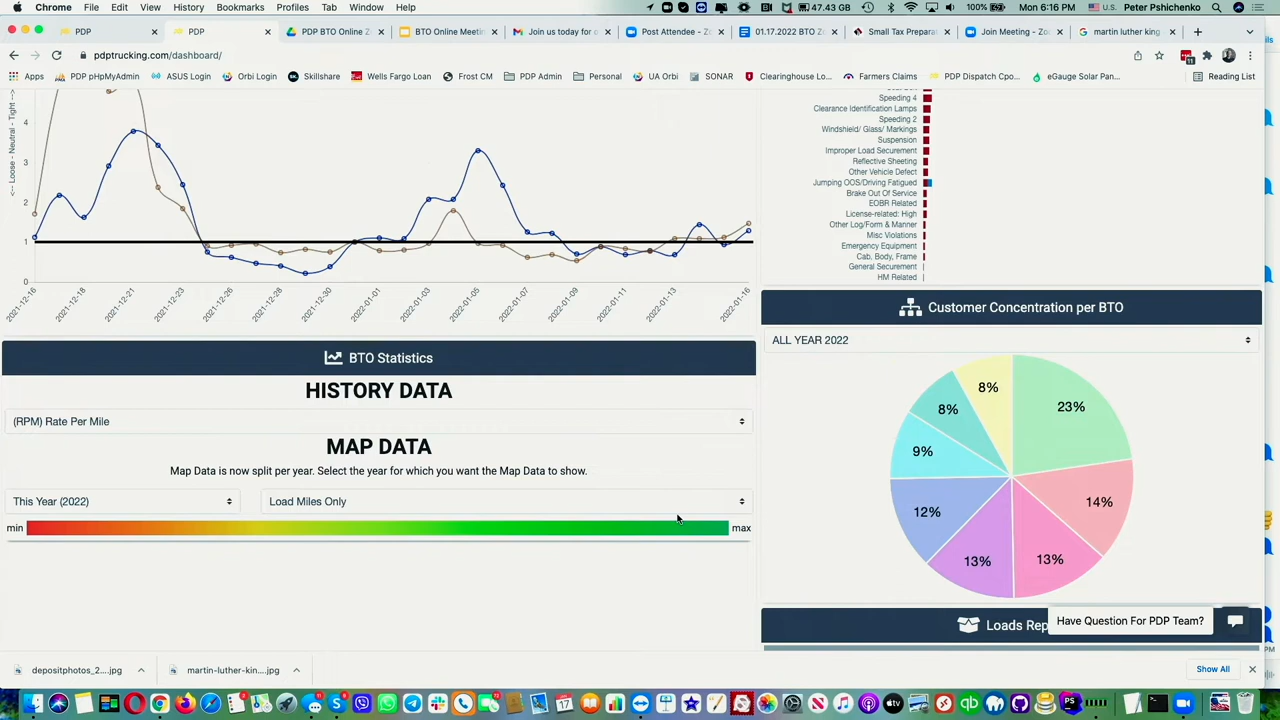 Chrome File Edit View History Bookmarks Profiles Tab Window Help 47.43 GB 100% U.S. Mon 6:16 PM Peter Pshichenko
PDP PDP PDP BTO Online Z BTO Online Meetin Join us today for o Post Attendee - Zo 01.17.2022 BTO Z Small Tax Prepara Join Meeting - Zo martin luther king
pdptrucking.com/dashboard/
Apps PDP pHpMyAdmin ASUS Login Orbi Login Skillshare Wells Fargo Loan Frost CM PDP Admin Personal UA Orbi SONAR Clearinghouse Lo... Farmers Claims PDP Dispatch Cpo... eGauge Solar Pan... Reading List
<-- Loose - Neutral - Tight -->
4
3
2
1
0
2021-12-16 2021-12-18 2021-12-21 2021-12-23 2021-12-26 2021-12-28 2021-12-30 2022-01-01 2022-01-03 2022-01-05 2022-01-07 2022-01-09 2022-01-11 2022-01-13 2022-01-16
Speeding 4
Clearance Identification Lamps
Speeding 2
Windshield/ Glass/ Markings
Suspension
Improper Load Securement
Reflective Sheeting
Other Vehicle Defect
Jumping OOS/Driving Fatigued
Brake Out Of Service
EOBR Related
License-related: High
Other Log/Form & Manner
Misc Violations
Emergency Equipment
Cab, Body, Frame
General Securement
HM Related
BTO Statistics
HISTORY DATA
(RPM) Rate Per Mile
MAP DATA
Map Data is now split per year. Select the year for which you want the Map Data to show.
This Year (2022) Load Miles Only
min max
Customer Concentration per BTO
ALL YEAR 2022
8% 23%
8%
9%
14%
12%
13% 13%
Loads Rep
Have Question For PDP Team?
depositphotos_2....jpg martin-luther-kin....jpg Show All